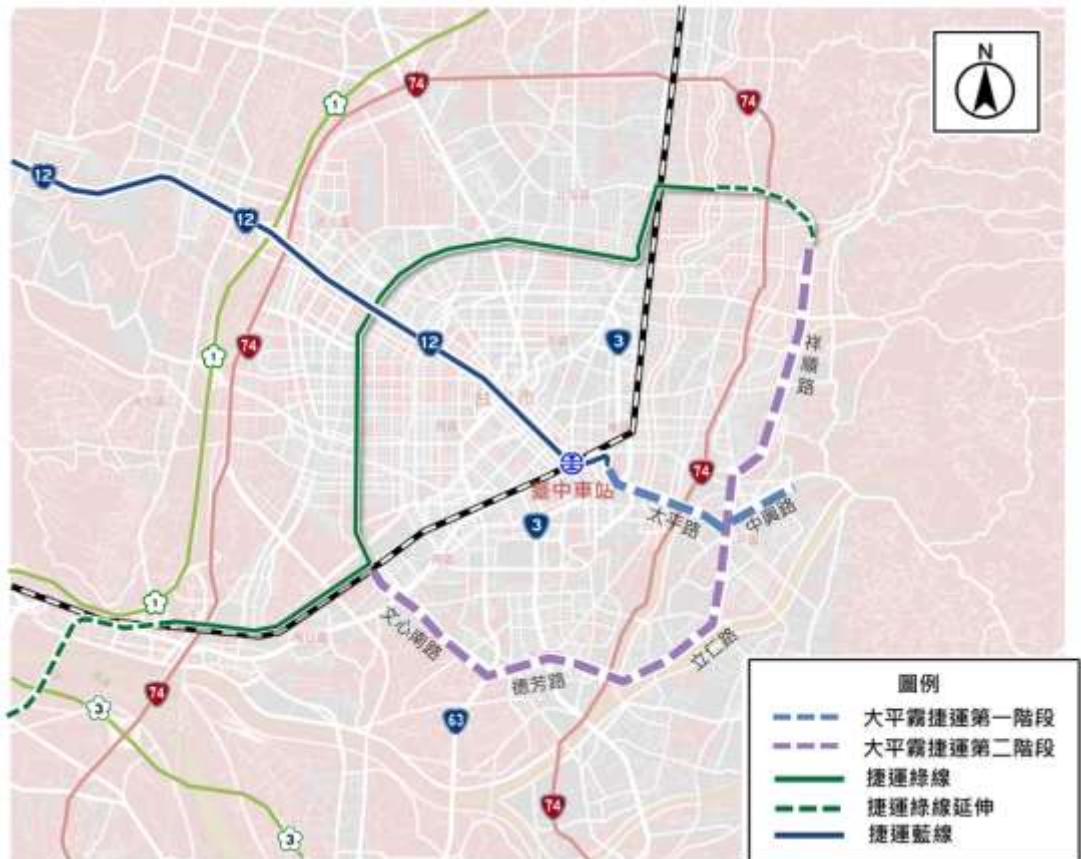 N
1
74
74
12
12
12
3
74
1
祥順路
74
臺中車站
太平路
中興路
3
1
文心南路
立仁路
德芳路
74
3
63
74
3
圖例
大平霧捷運第一階段
大平霧捷運第二階段
捷運綠線
捷運綠線延伸
捷運藍線